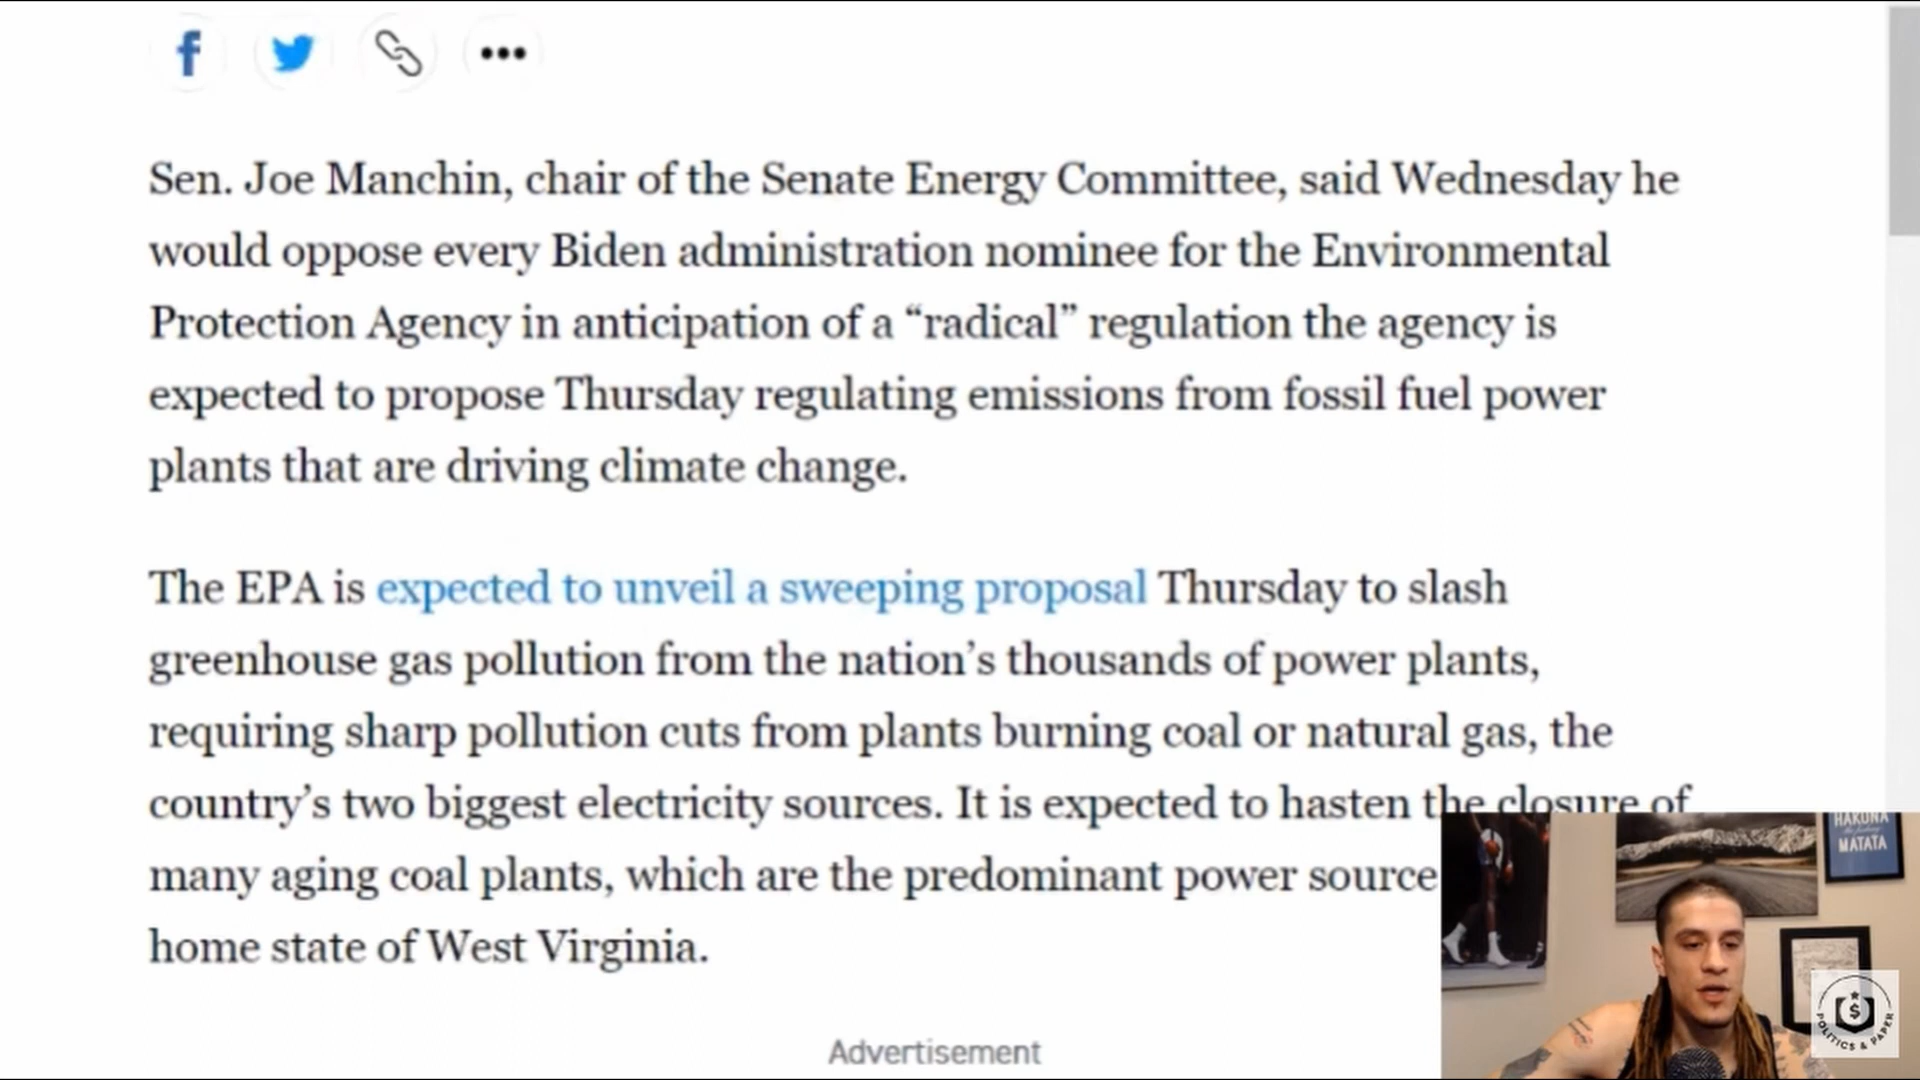 Sen. Joe Manchin, chair of the Senate Energy Committee, said Wednesday he
would oppose every Biden administration nominee for the Environmental
Protection Agency in anticipation of a “radical” regulation the agency is
expected to propose Thursday regulating emissions from fossil fuel power
plants that are driving climate change.
The EPA is expected to unveil a sweeping proposal Thursday to slash
greenhouse gas pollution from the nation’s thousands of power plants,
requiring sharp pollution cuts from plants burning coal or natural gas, the
country’s two biggest electricity sources. It is expected to hasten the closure of
many aging coal plants, which are the predominant power source
home state of West Virginia.
Advertisement
HAKUNA
MATATA
$
POLITICS & PAPER